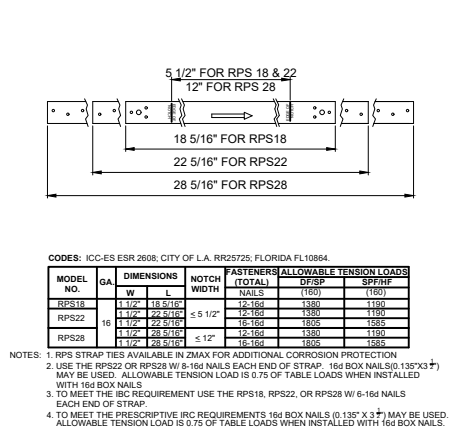 5 1/2" FOR RPS 18 & 22
12" FOR RPS 28
18 5/16" FOR RPS18
22 5/16" FOR RPS22
28 5/16" FOR RPS28
CODES: ICC-ES ESR 2608; CITY OF L.A. RR25725; FLORIDA FL10864.
MODEL NO. GA. DIMENSIONS NOTCH WIDTH FASTENERS (TOTAL) ALLOWABLE TENSION LOADS
W L NAILS DF/SP (160) SPF/HF (160)
RPS18 16 1 1/2" 18 5/16" ≤ 5 1/2" 12-16d 1380 1190
RPS22 1 1/2" 22 5/16" 12-16d 1380 1190
1 1/2" 22 5/16" 16-16d 1805 1585
RPS28 1 1/2" 28 5/16" ≤ 12" 12-16d 1380 1190
1 1/2" 28 5/16" 16-16d 1805 1585
NOTES: 1. RPS STRAP TIES AVAILABLE IN ZMAX FOR ADDITIONAL CORROSION PROTECTION
2. USE THE RPS22 OR RPS28 W/ 8-16d NAILS EACH END OF STRAP. 16d BOX NAILS(0.135"X3 1/2")
MAY BE USED. ALLOWABLE TENSION LOAD IS 0.75 OF TABLE LOADS WHEN INSTALLED
WITH 16d BOX NAILS
3. TO MEET THE IBC REQUIREMENT USE THE RPS18, RPS22, OR RPS28 W/ 6-16d NAILS
EACH END OF STRAP.
4. TO MEET THE PRESCRIPTIVE IRC REQUIREMENTS 16d BOX NAILS (0.135" X 3 1/2") MAY BE USED.
ALLOWABLE TENSION LOAD IS 0.75 OF TABLE LOADS WHEN INSTALLED WITH 16d BOX NAILS.